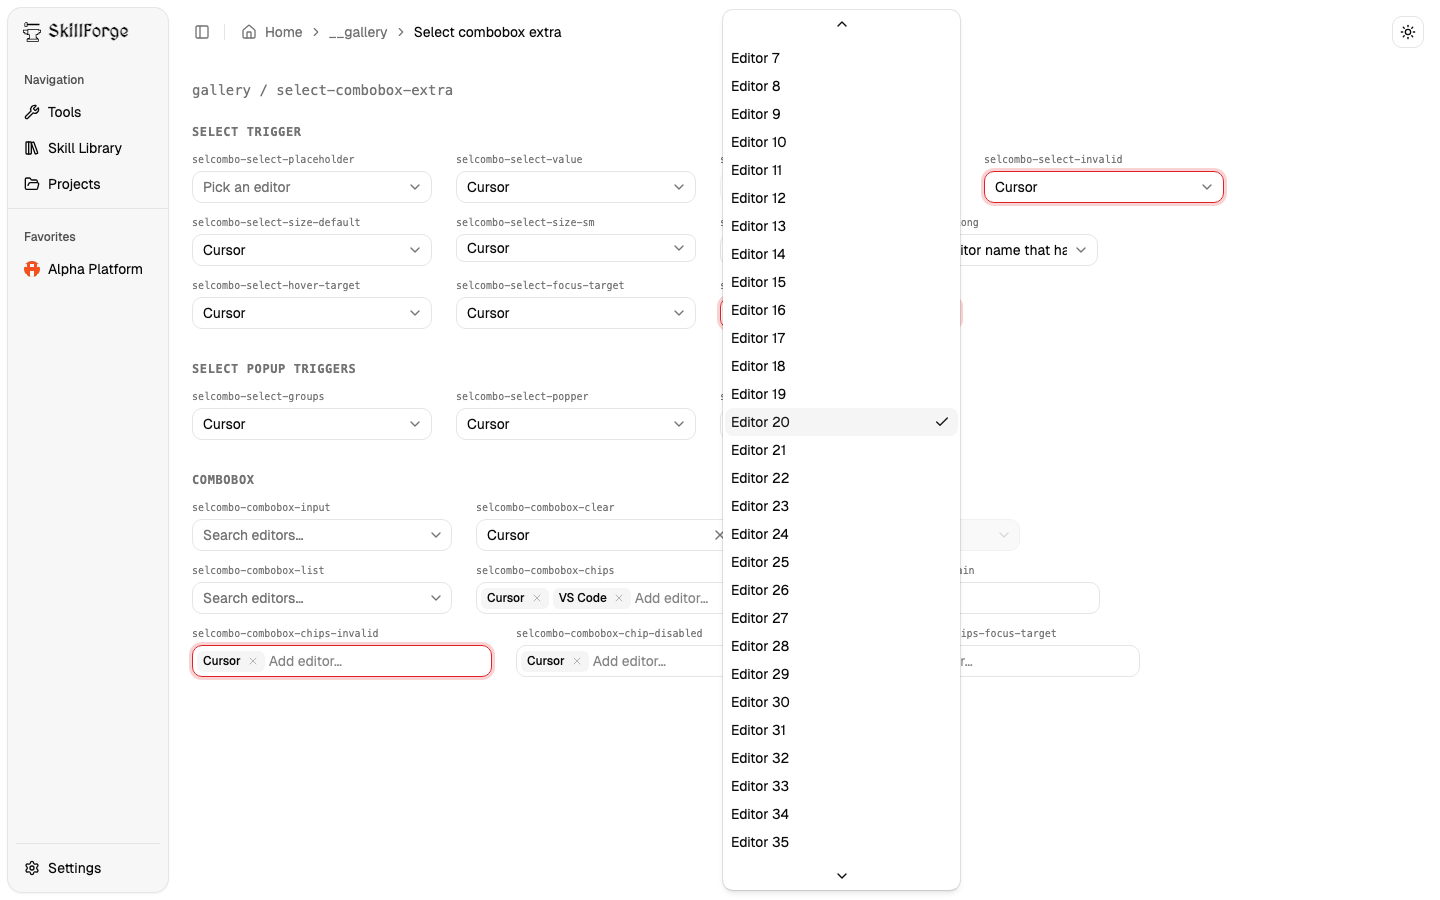 SkillForge
Navigation
Tools
Skill Library
Projects
Favorites
Alpha Platform
Settings
Home
__gallery
Select combobox extra
gallery / select-combobox-extra
SELECT TRIGGER
selcombo-select-placeholder
selcombo-select-value
selcombo-select-invalid
Pick an editor
Cursor
Cursor
selcombo-select-size-default
selcombo-select-size-sm
ong
Cursor
Cursor
itor name that ha
selcombo-select-hover-target
selcombo-select-focus-target
Cursor
Cursor
SELECT POPUP TRIGGERS
selcombo-select-groups
selcombo-select-popper
Cursor
Cursor
COMBOBOX
selcombo-combobox-input
selcombo-combobox-clear
Search editors...
Cursor
selcombo-combobox-list
selcombo-combobox-chips
ain
Search editors...
Cursor
VS Code
Add editor...
selcombo-combobox-chips-invalid
selcombo-combobox-chip-disabled
ips-focus-target
Cursor
Add editor...
Cursor
Add editor...
r...
Editor 7
Editor 8
Editor 9
Editor 10
Editor 11
Editor 12
Editor 13
Editor 14
Editor 15
Editor 16
Editor 17
Editor 18
Editor 19
Editor 20
Editor 21
Editor 22
Editor 23
Editor 24
Editor 25
Editor 26
Editor 27
Editor 28
Editor 29
Editor 30
Editor 31
Editor 32
Editor 33
Editor 34
Editor 35